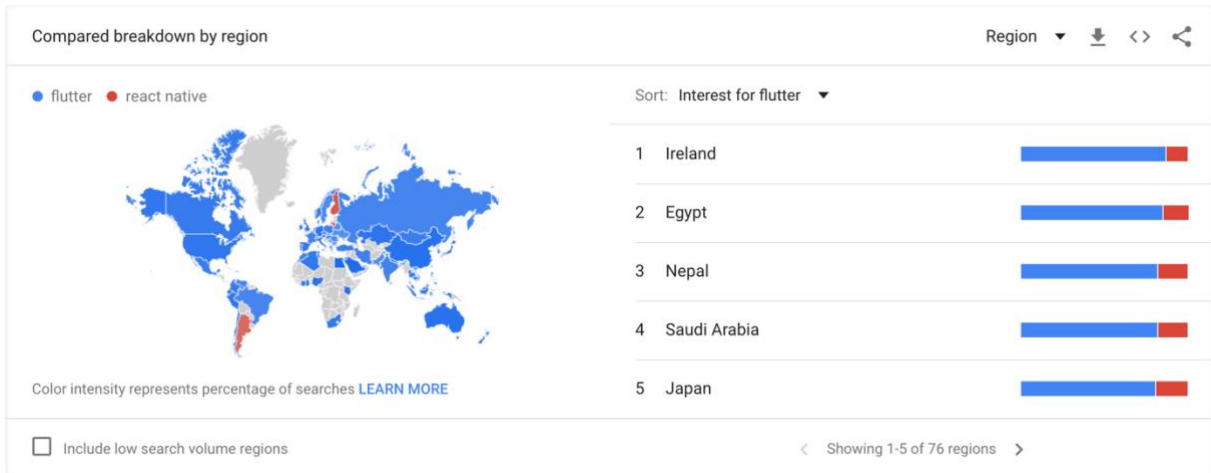 Compared breakdown by region
Region
flutter react native
Sort: Interest for flutter
1 Ireland
2 Egypt
3 Nepal
4 Saudi Arabia
5 Japan
Color intensity represents percentage of searches LEARN MORE
Include low search volume regions
Showing 1-5 of 76 regions